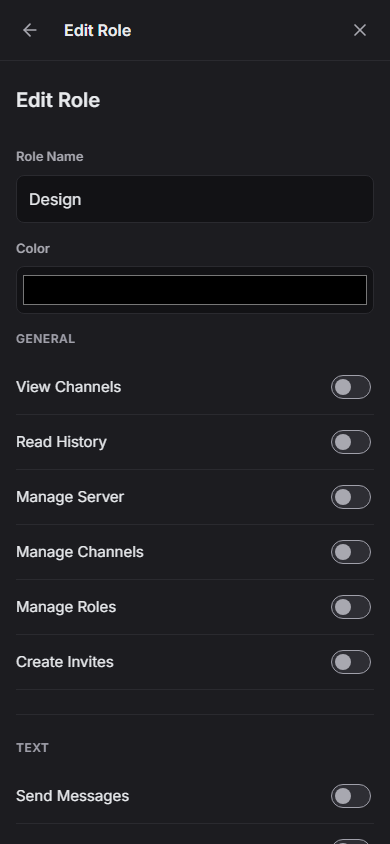 Edit Role
Edit Role
Role Name
Design
Color
GENERAL
View Channels
Read History
Manage Server
Manage Channels
Manage Roles
Create Invites
TEXT
Send Messages